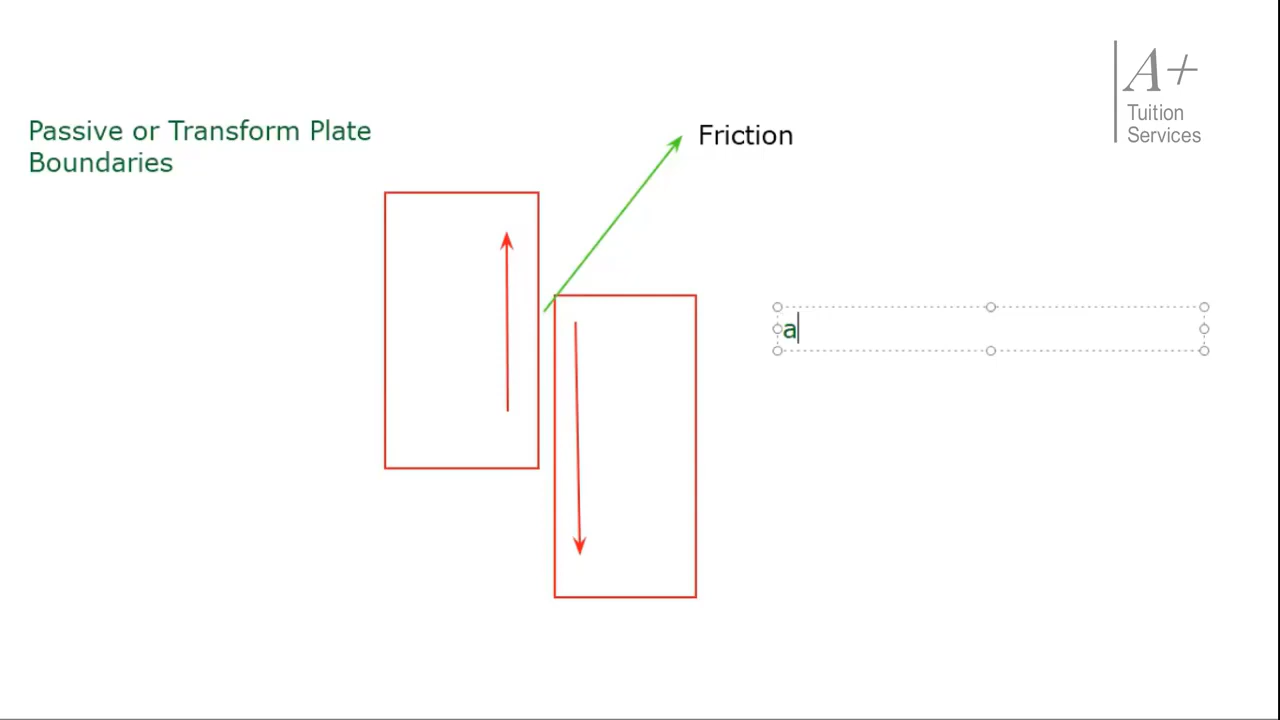 A+
Tuition
Services
Passive or Transform Plate
Boundaries
Friction
a